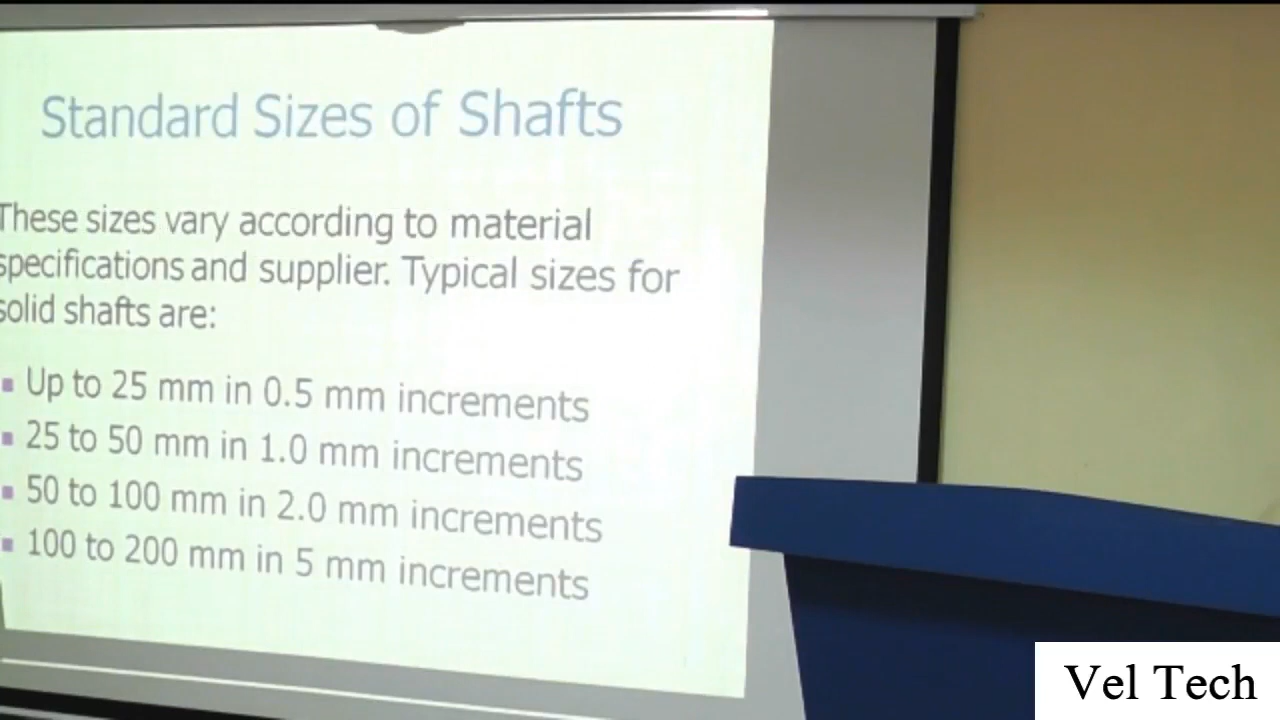 Standard Sizes of Shafts
These sizes vary according to material
specifications and supplier. Typical sizes for
solid shafts are:
▪ Up to 25 mm in 0.5 mm increments
▪ 25 to 50 mm in 1.0 mm increments
▪ 50 to 100 mm in 2.0 mm increments
▪ 100 to 200 mm in 5 mm increments
Vel Tech